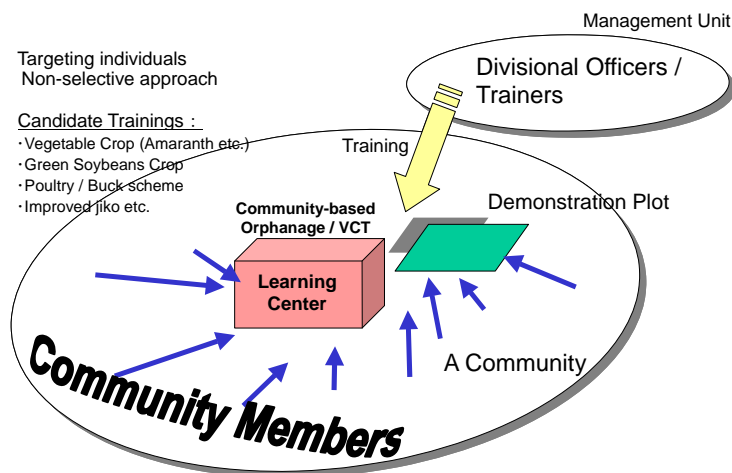 Management Unit
Targeting individuals
Non-selective approach
Divisional Officers /
Trainers
Candidate Trainings :
・Vegetable Crop (Amaranth etc.)
・Green Soybeans Crop
・Poultry / Buck scheme
・Improved jiko etc.
Training
Community-based
Orphanage / VCT
Demonstration Plot
Learning
Center
A Community
Community Members